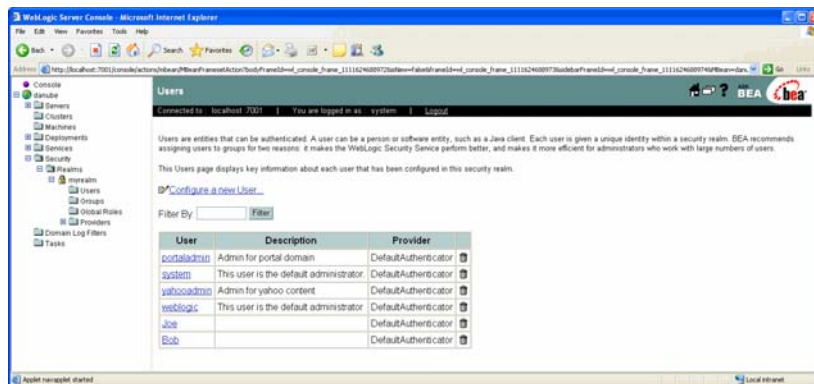 WebLogic Server Console - Microsoft Internet Explorer
File Edit View Favorites Tools Help
Back Search Favorites
Address Go Links
Console
danube
Servers
Clusters
Machines
Deployments
Services
Security
Realms
myrealm
Users
Groups
Global Roles
Providers
Domain Log Filters
Tasks
Users
bea
Connected to : localhost :7001 | You are logged in as : system | Logout
Users are entities that can be authenticated. A user can be a person or software entity, such as a Java client. Each user is given a unique identity within a security realm. BEA recommends
assigning users to groups for two reasons: it makes the WebLogic Security Service perform better, and makes it more efficient for administrators who work with large numbers of users.
This Users page displays key information about each user that has been configured in this security realm.
Configure a new User...
Filter By: Filter
User Description Provider
portaladmin Admin for portal domain DefaultAuthenticator
system This user is the default administrator. DefaultAuthenticator
yahooadmin Admin for yahoo content DefaultAuthenticator
weblogic This user is the default administrator DefaultAuthenticator
Joe DefaultAuthenticator
Bob DefaultAuthenticator
Applet navapplet started Local intranet